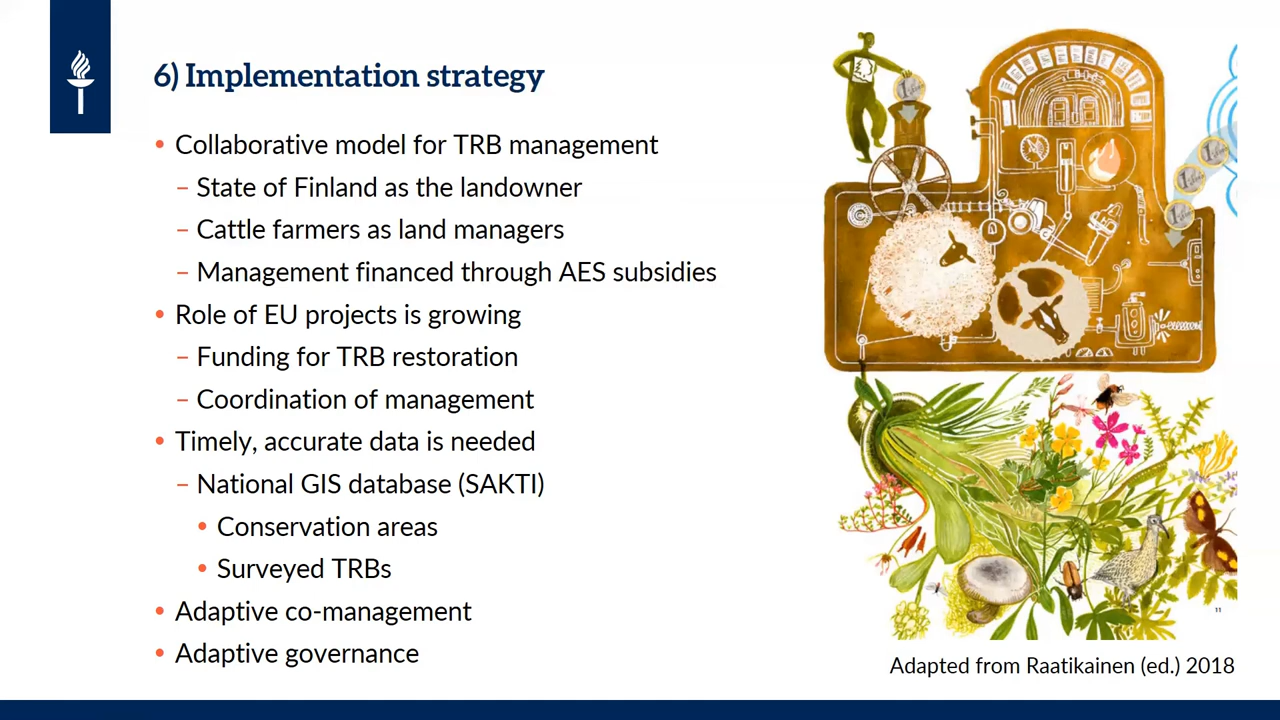 6) Implementation strategy
• Collaborative model for TRB management
– State of Finland as the landowner
– Cattle farmers as land managers
– Management financed through AES subsidies
• Role of EU projects is growing
– Funding for TRB restoration
– Coordination of management
• Timely, accurate data is needed
– National GIS database (SAKTI)
• Conservation areas
• Surveyed TRBs
• Adaptive co-management
• Adaptive governance
11
Adapted from Raatikainen (ed.) 2018